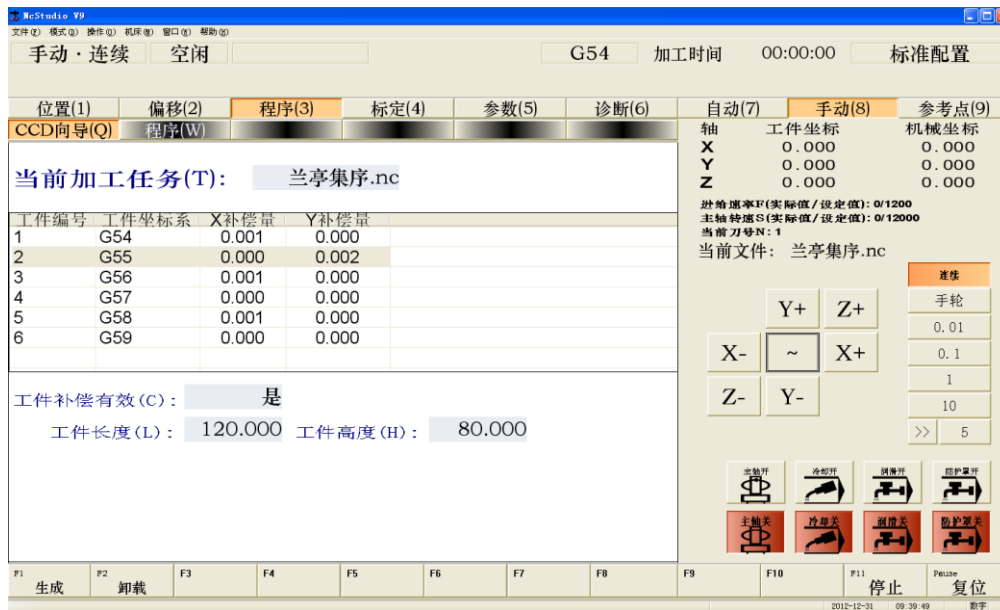 NcStudio V9
文件(F) 模式(Q) 操作(O) 机床(M) 窗口(W) 帮助(H)
手动·连续 空闲 G54 加工时间 00:00:00 标准配置
位置(1) 偏移(2) 程序(3) 标定(4) 参数(5) 诊断(6) 自动(7) 手动(8) 参考点(9)
CCD向导(Q) 程序(W)
轴 工件坐标 机械坐标
X 0.000 0.000
Y 0.000 0.000
Z 0.000 0.000
进给速率F(实际值/设定值): 0/1200
主轴转速S(实际值/设定值): 0/12000
当前刀号N: 1
当前文件: 兰亭集序.nc
当前加工任务(T): 兰亭集序.nc
工件编号 工件坐标系 X补偿量 Y补偿量
1 G54 0.001 0.000
2 G55 0.000 0.002
3 G56 0.001 0.000
4 G57 0.000 0.000
5 G58 0.001 0.000
6 G59 0.000 0.000
工件补偿有效(C): 是
工件长度(L): 120.000 工件高度(H): 80.000
Y+ Z+
X- ~ X+
Z- Y-
连续
手轮
0.01
0.1
1
10
>> 5
主轴开 冷却开 润滑开 防护罩开
主轴关 冷却关 润滑关 防护罩关
F1 生成 F2 卸载 F3 F4 F5 F6 F7 F8 F9 F10 F11 停止 Pause 复位
2012-12-31 09:39:49 数字